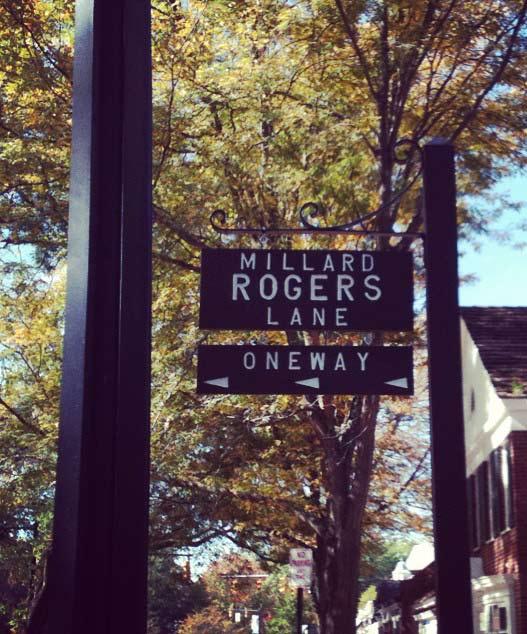 MILLARD
ROGERS
LANE
ONEWAY
NO
PARKING